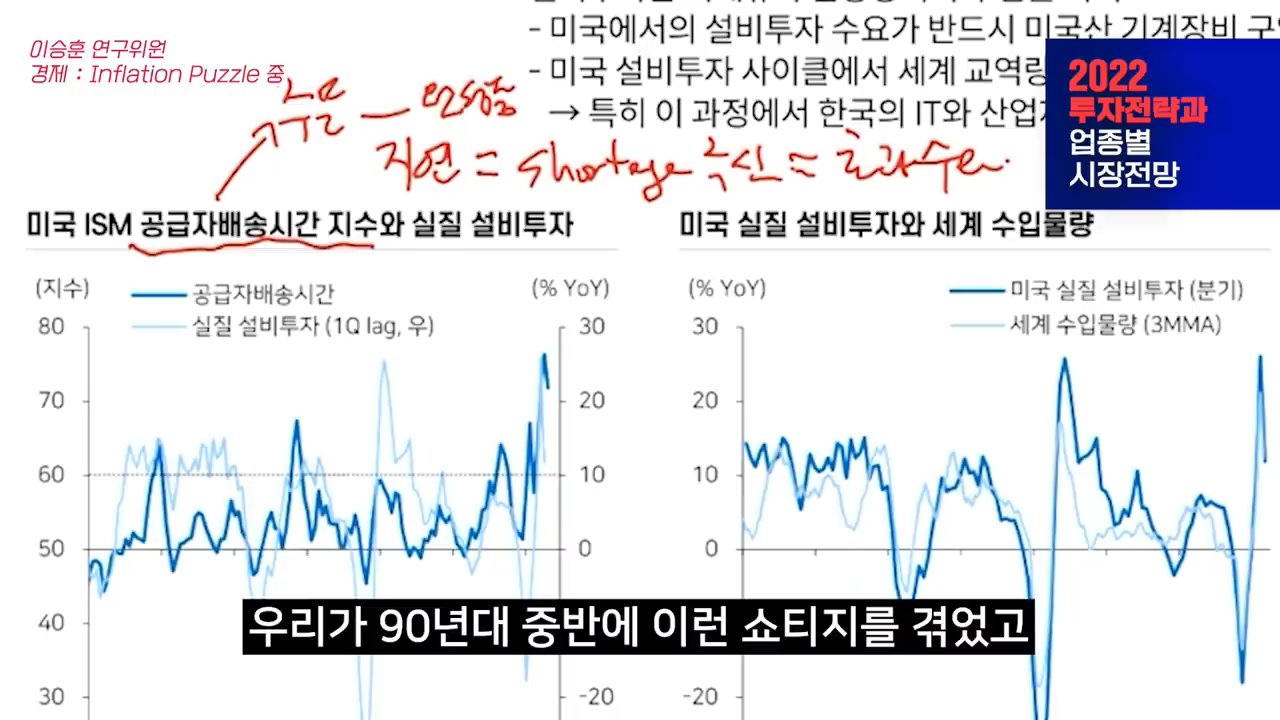 이승훈 연구위원
경제 : Inflation Puzzle 중
- 미국에서의 설비투자 수요가 반드시 미국산 기계장비
- 미국 설비투자 사이클에서 세계 교역량
→ 특히 이 과정에서 한국의 IT와
2022
투자전략과
업종별
시장전망
지연 = Shortage 극심 = 초과수요.
미국 ISM 공급자배송시간 지수와 실질 설비투자
미국 실질 설비투자와 세계 수입물량
(지수)
공급자배송시간
실질 설비투자 (1Q lag, 우)
(% YoY)
80
70
60
50
40
30
30
20
10
0
-20
(% YoY)
미국 실질 설비투자 (분기)
세계 수입물량 (3MMA)
30
20
10
0
-20
우리가 90년대 중반에 이런 쇼티지를 겪었고